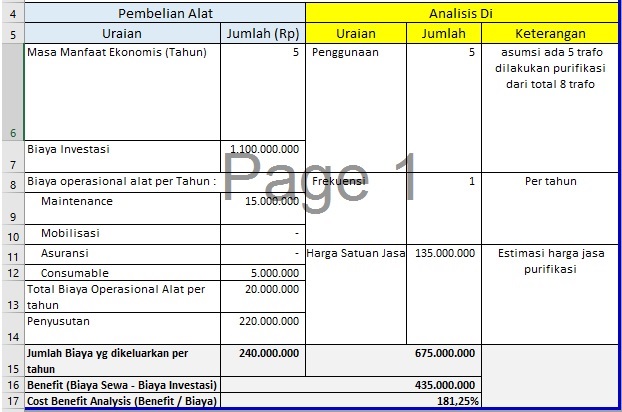 4 Pembelian Alat Analisis Di
5 Uraian Jumlah (Rp) Uraian Jumlah Keterangan
6 Masa Manfaat Ekonomis (Tahun) 5 Penggunaan 5 asumsi ada 5 trafo
dilakukan purifikasi
dari total 8 trafo
7 Biaya Investasi 1.100.000.000
Page 1
8 Biaya operasional alat per Tahun : Frekuensi 1 Per tahun
9 Maintenance 15.000.000
10 Mobilisasi -
11 Asuransi - Harga Satuan Jasa 135.000.000 Estimasi harga jasa
12 Consumable 5.000.000 purifikasi
13 Total Biaya Operasional Alat per 20.000.000
tahun
14 Penyusutan 220.000.000
15 Jumlah Biaya yg dikeluarkan per 240.000.000 675.000.000
tahun
16 Benefit (Biaya Sewa - Biaya Investasi) 435.000.000
17 Cost Benefit Analysis (Benefit / Biaya) 181,25%